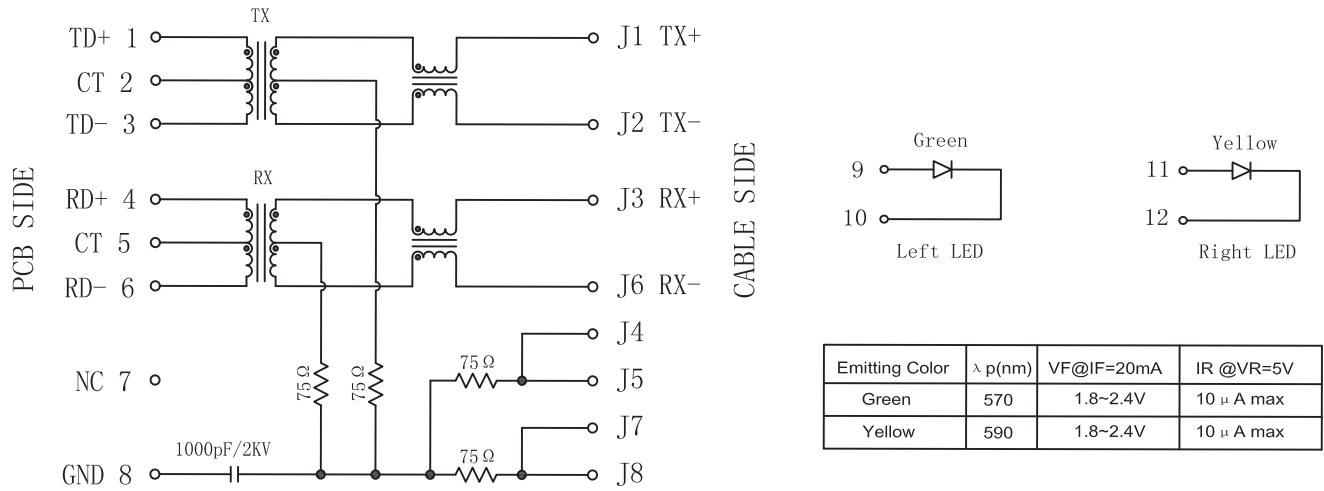 TX
TD+ 1
J1 TX+
CT 2
TD- 3
J2 TX-
PCB SIDE
RX
RD+ 4
J3 RX+
CT 5
RD- 6
J6 RX-
CABLE SIDE
J4
75Ω
75Ω
75Ω
NC 7
J5
J7
1000pF/2KV
75Ω
GND 8
J8
Green
9
10
Left LED
Yellow
11
12
Right LED
Emitting Color λ p(nm) VF@IF=20mA IR @VR=5V
Green 570 1.8~2.4V 10 μ A max
Yellow 590 1.8~2.4V 10 μ A max